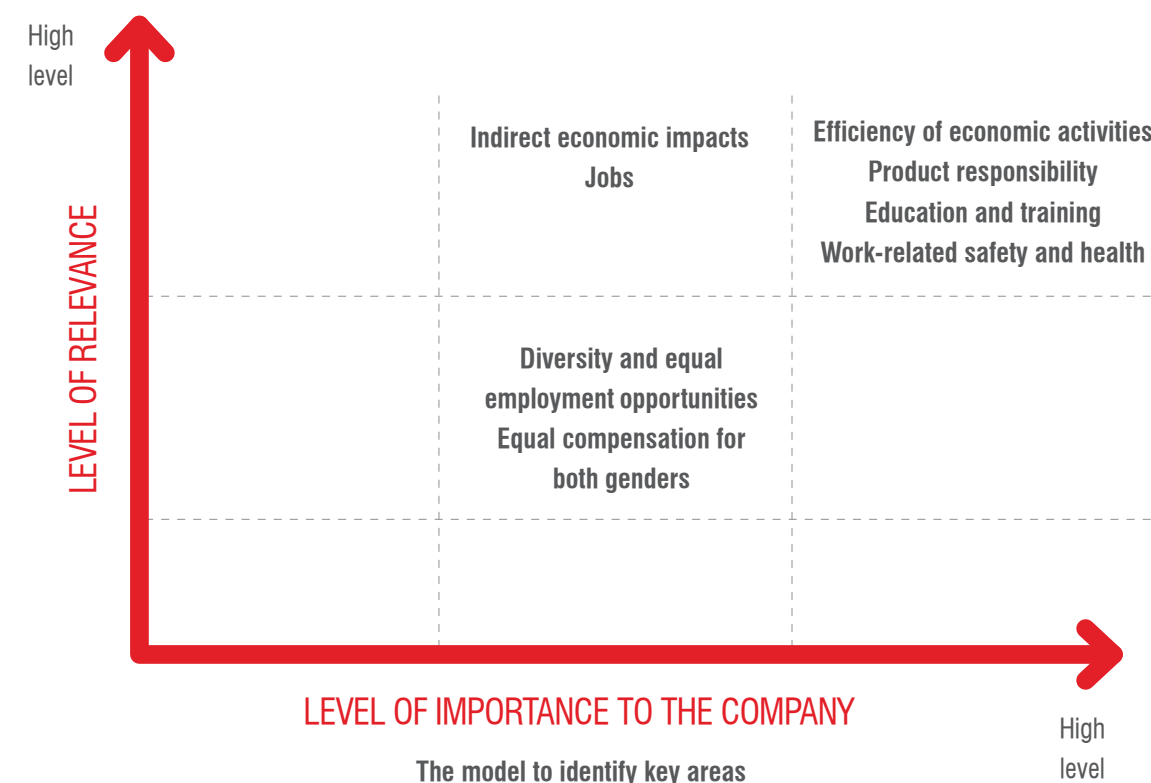 High
level
Indirect economic impacts
Jobs
Efficiency of economic activities
Product responsibility
Education and training
Work-related safety and health
LEVEL OF RELEVANCE
Diversity and equal
employment opportunities
Equal compensation for
both genders
LEVEL OF IMPORTANCE TO THE COMPANY
High
level
The model to identify key areas